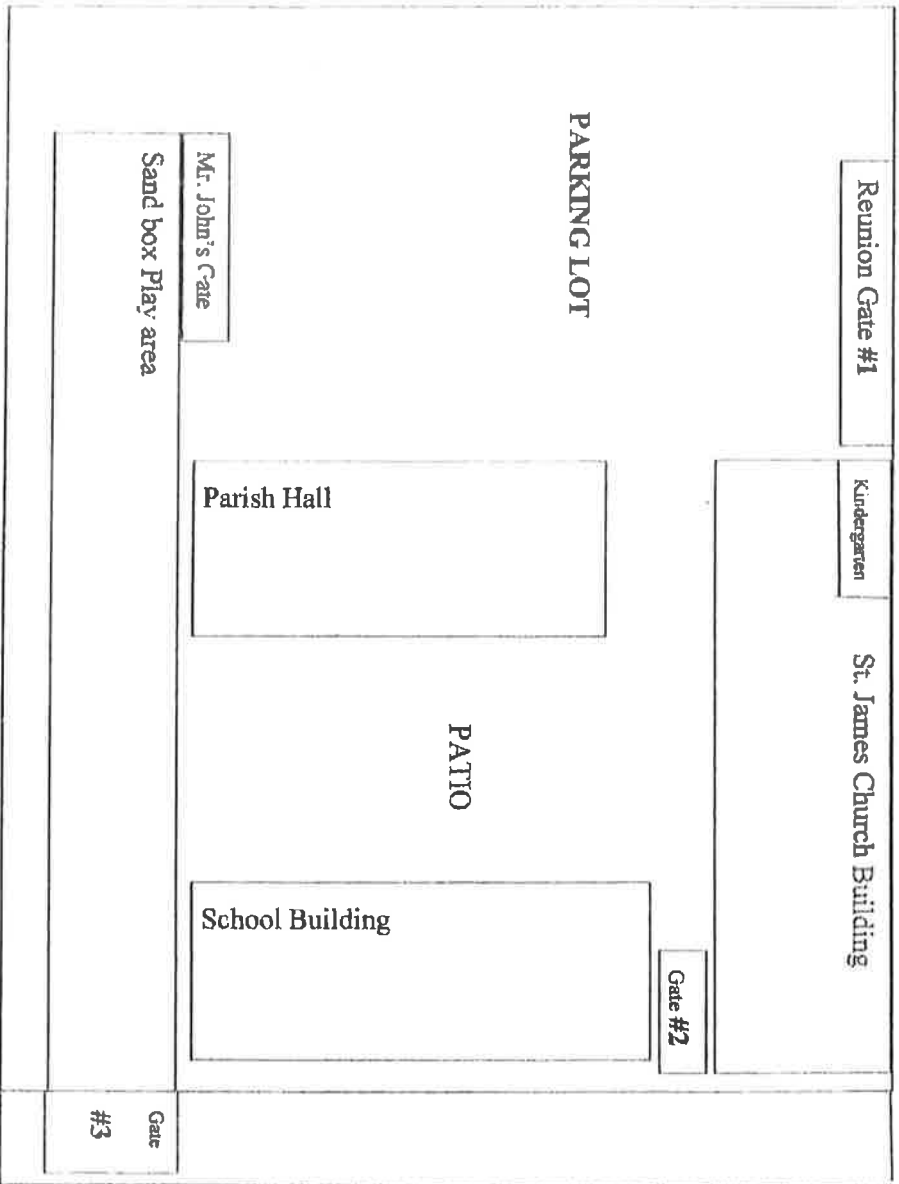 Reunion Gate #1
Kindergarten
St. James Church Building
PARKING LOT
Gate #2
PATIO
Parish Hall
School Building
Mr. John's Gate
Sand box Play area
Gate
#3